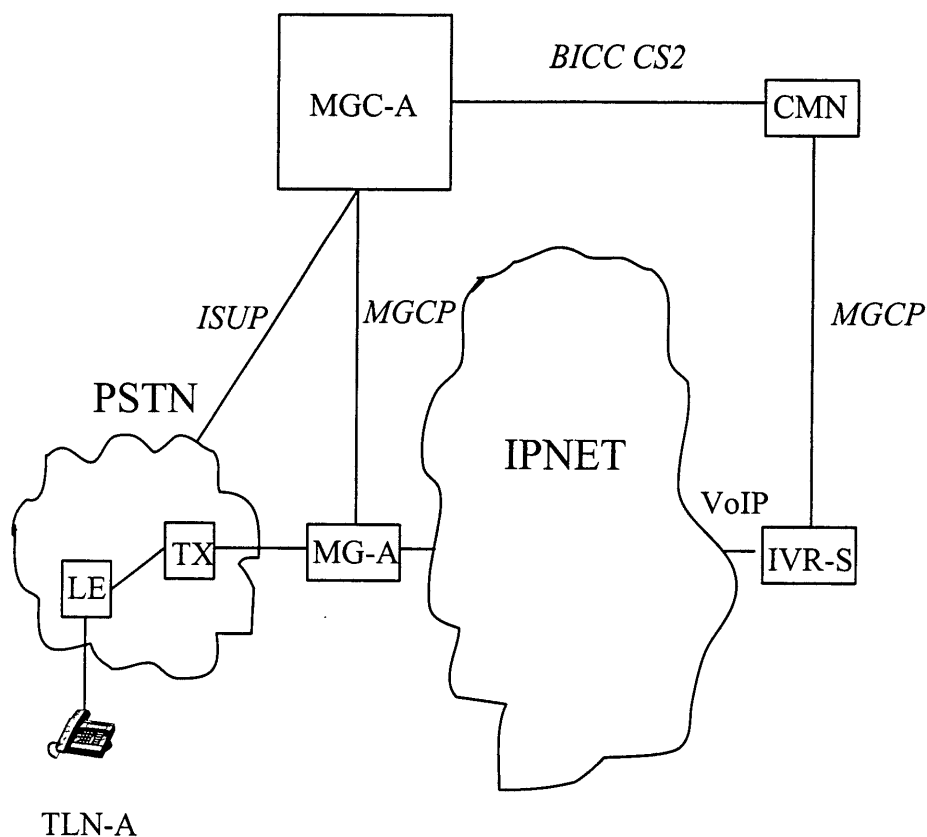 BICC CS2
MGC-A
CMN
ISUP
MGCP
MGCP
PSTN
IPNET
VoIP
TX
MG-A
IVR-S
LE
TLN-A